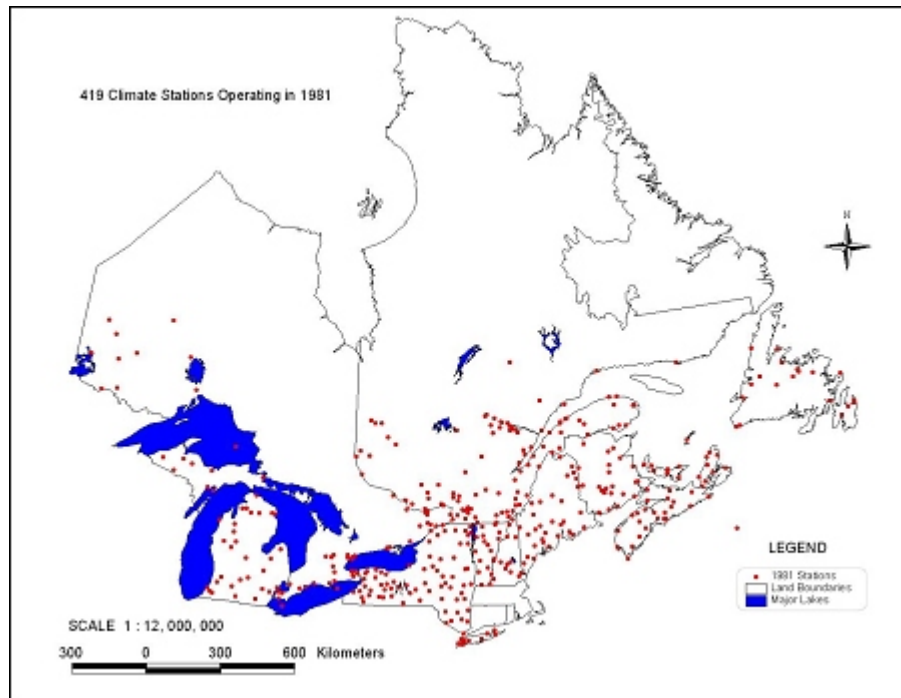 419 Climate Stations Operating in 1981
N
LEGEND
1981 Stations
Land Boundaries
Major Lakes
SCALE 1 : 12,000,000
300 0 300 600 Kilometers